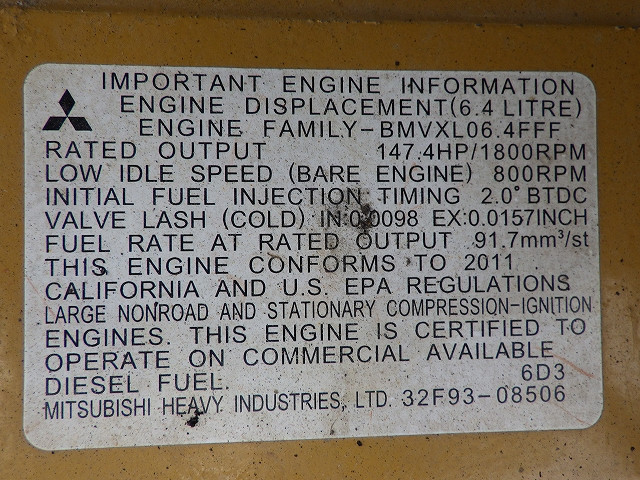 IMPORTANT ENGINE INFORMATION
ENGINE DISPLACEMENT(6.4 LITRE)
ENGINE FAMILY-BMVXL06.4FFF
RATED OUTPUT 147.4HP/1800RPM
LOW IDLE SPEED (BARE ENGINE) 800RPM
INITIAL FUEL INJECTION TIMING 2.0° BTDC
VALVE LASH (COLD) IN:0.0098 EX:0.0157INCH
FUEL RATE AT RATED OUTPUT 91.7mm³/st
THIS ENGINE CONFORMS TO 2011
CALIFORNIA AND U.S. EPA REGULATIONS
LARGE NONROAD AND STATIONARY COMPRESSION-IGNITION
ENGINES. THIS ENGINE IS CERTIFIED TO
OPERATE ON COMMERCIAL AVAILABLE
DIESEL FUEL. 6D3
MITSUBISHI HEAVY INDUSTRIES, LTD. 32F93-08506